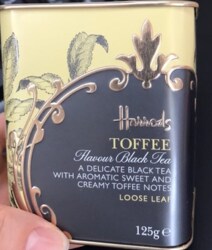 Harrods
TOFFEE
Flavour Black Tea
A DELICATE BLACK TEA
WITH AROMATIC SWEET AND
CREAMY TOFFEE NOTES
LOOSE LEAF
125g e